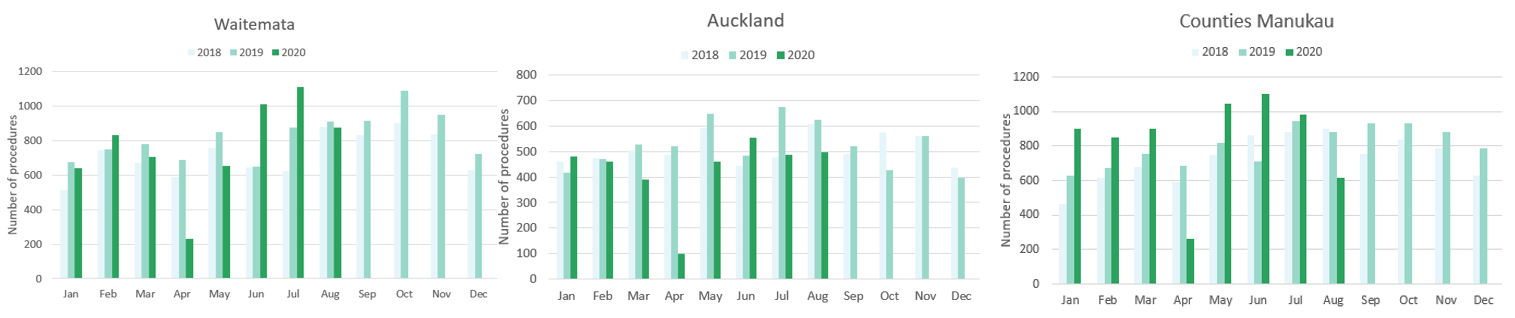 Waitemata
2018 2019 2020
Number of procedures
1200
1000
800
600
400
200
0
Jan Feb Mar Apr May Jun Jul Aug Sep Oct Nov Dec
Auckland
2018 2019 2020
Number of procedures
800
700
600
500
400
300
200
100
0
Jan Feb Mar Apr May Jun Jul Aug Sep Oct Nov Dec
Counties Manukau
2018 2019 2020
Number of procedures
1200
1000
800
600
400
200
0
Jan Feb Mar Apr May Jun Jul Aug Sep Oct Nov Dec